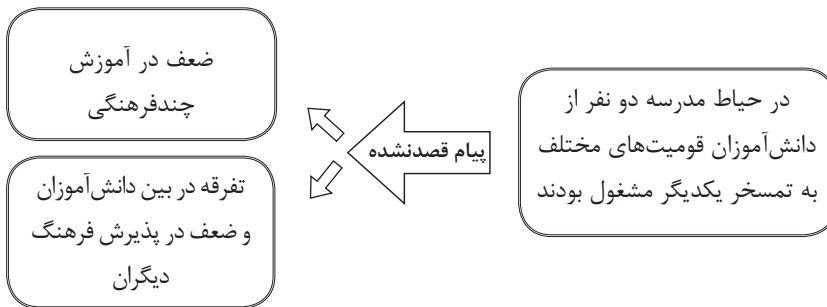 در حیاط مدرسه دو نفر از
دانش‌آموزان قومیت‌های مختلف
به تمسخر یکدیگر مشغول بودند
پیام قصدنشده
ضعف در آموزش
چندفرهنگی
تفرقه در بین دانش‌آموزان
و ضعف در پذیرش فرهنگ
دیگران